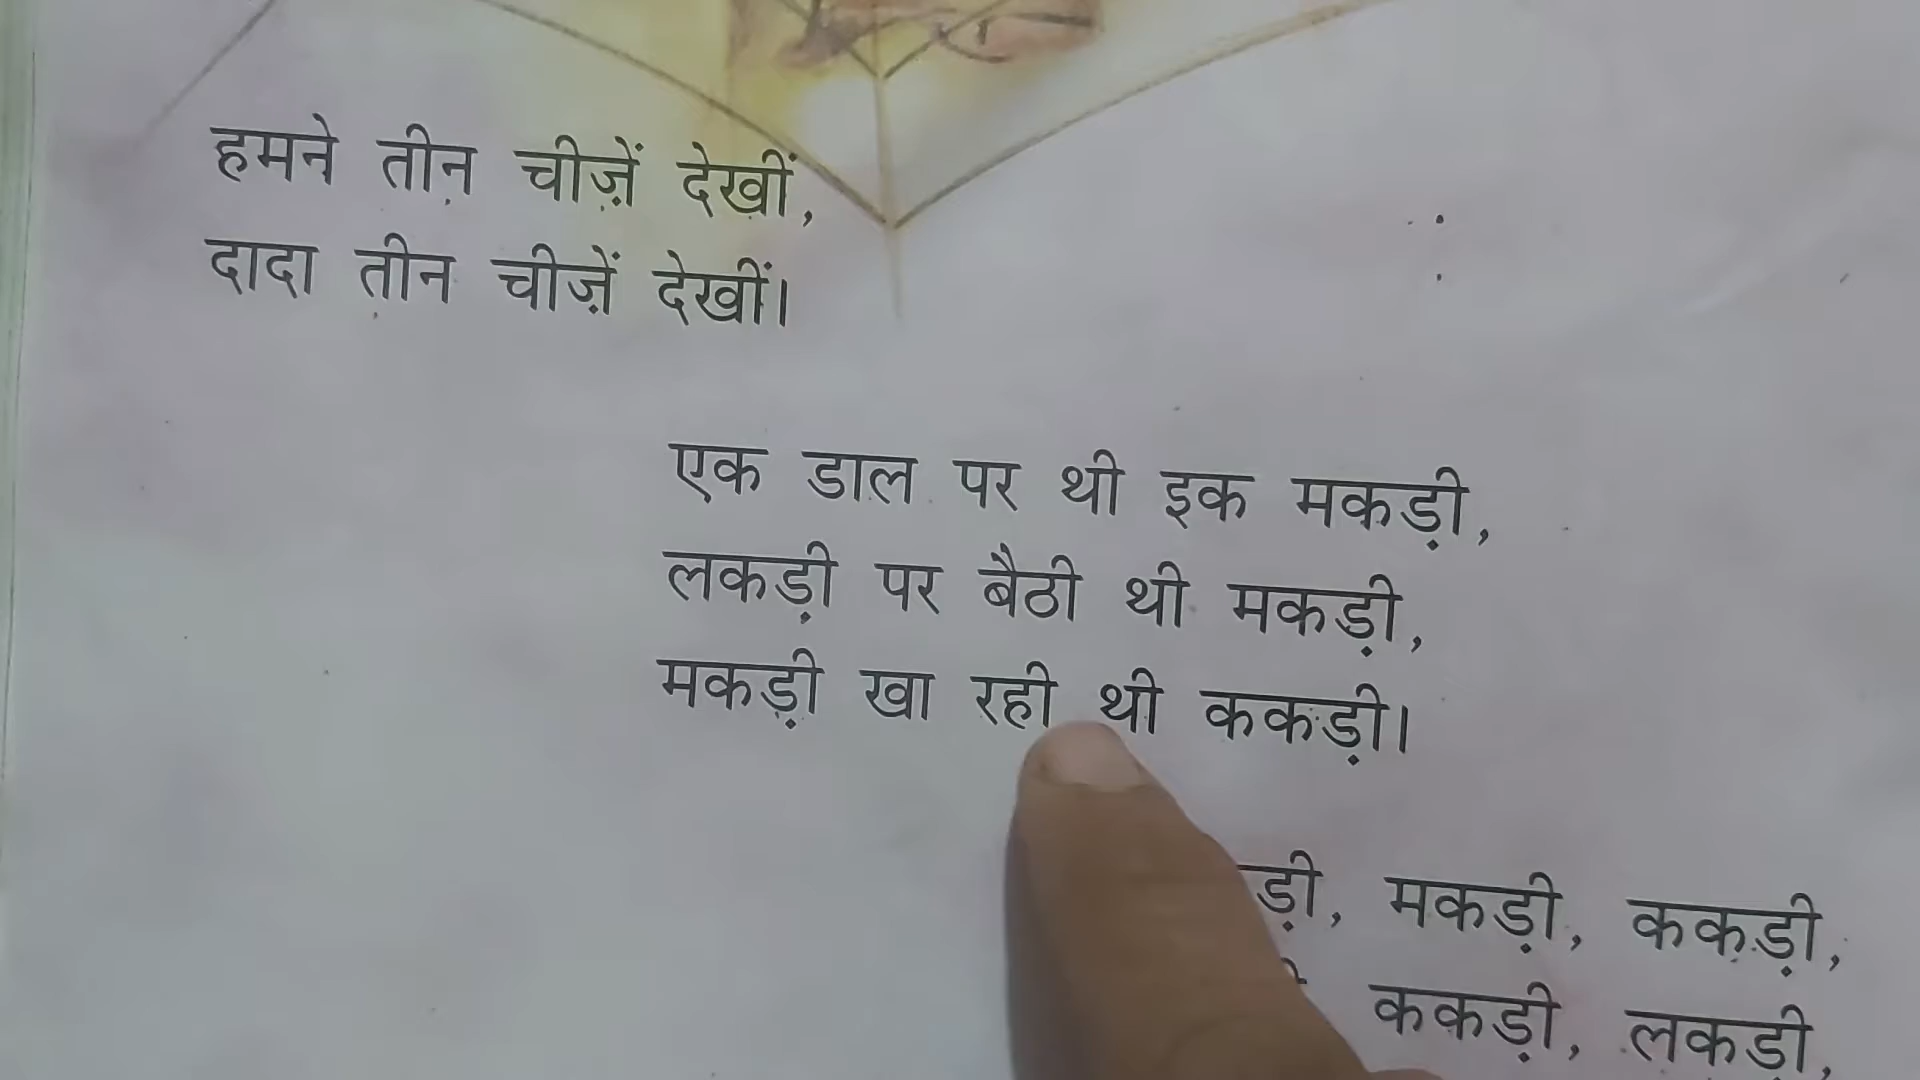 हमने तीन चीज़ें देखीं,
दादा तीन चीज़ें देखीं।
एक डाल पर थी इक मकड़ी,
लकड़ी पर बैठी थी मकड़ी,
मकड़ी खा रही थी ककड़ी।
मकड़ी, ककड़ी,
ककड़ी, लकड़ी,